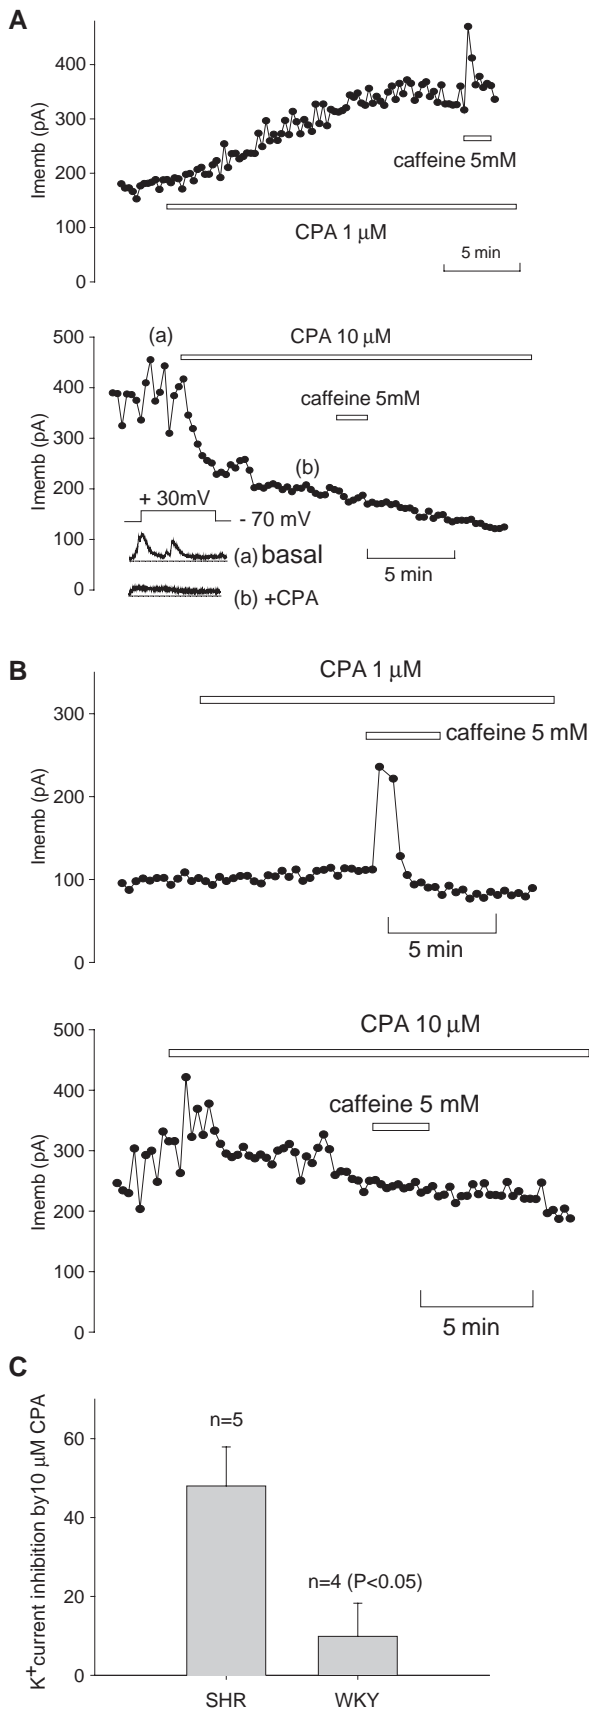 A
400
300
200
100
0
Imemb (pA)
caffeine 5mM
CPA 1 μM
5 min
500
400
300
200
100
0
Imemb (pA)
(a)
CPA 10 μM
caffeine 5mM
(b)
+ 30mV
- 70 mV
(a) basal
(b) +CPA
5 min
B
CPA 1 μM
300
200
100
0
Imemb (pA)
caffeine 5 mM
5 min
500
400
300
200
100
0
Imemb (pA)
CPA 10 μM
caffeine 5 mM
5 min
C
K+current inhibition by10 μM CPA
60
40
20
0
n=5
n=4 (P<0.05)
SHR WKY